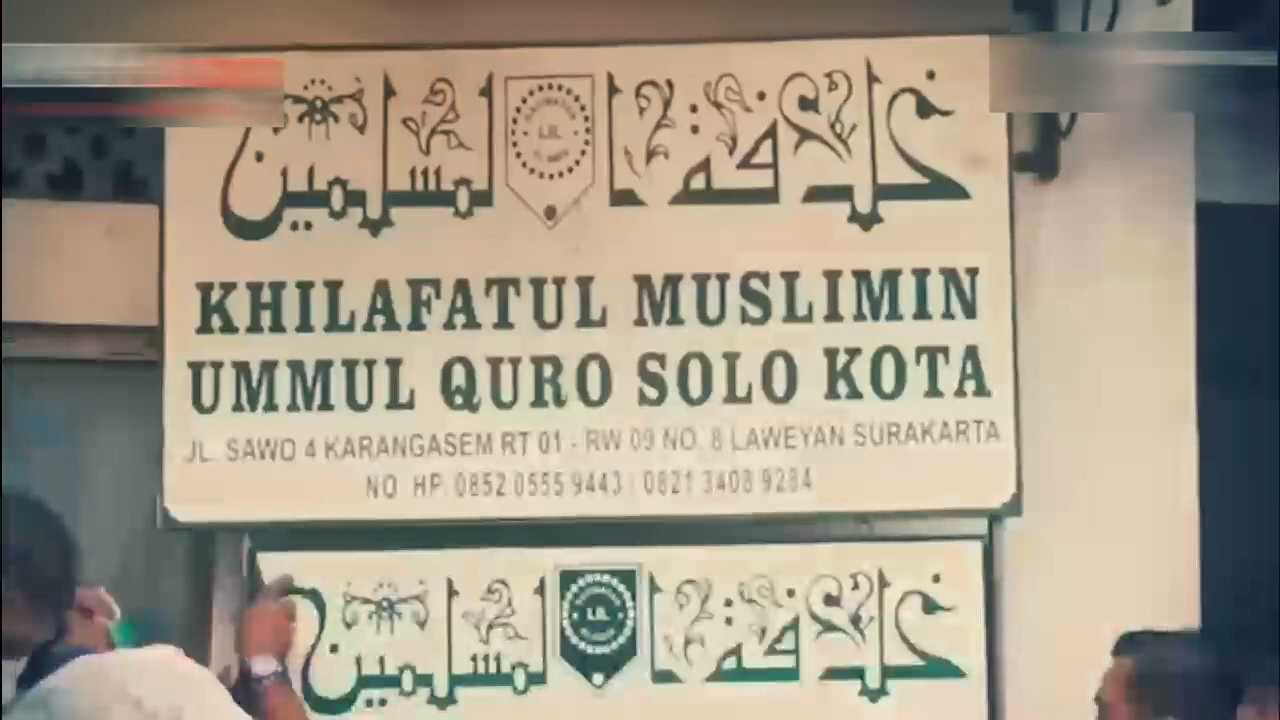 خلافة المسلمين
KHILAFATUL MUSLIMIN
UMMUL QURO SOLO KOTA
JL. SAWO 4 KARANGASEM RT 01 - RW 09 NO. 8 LAWEYAN SURAKARTA
NO HP 0852 0555 9443 / 0821 3408 9284
خلافة المسلمين